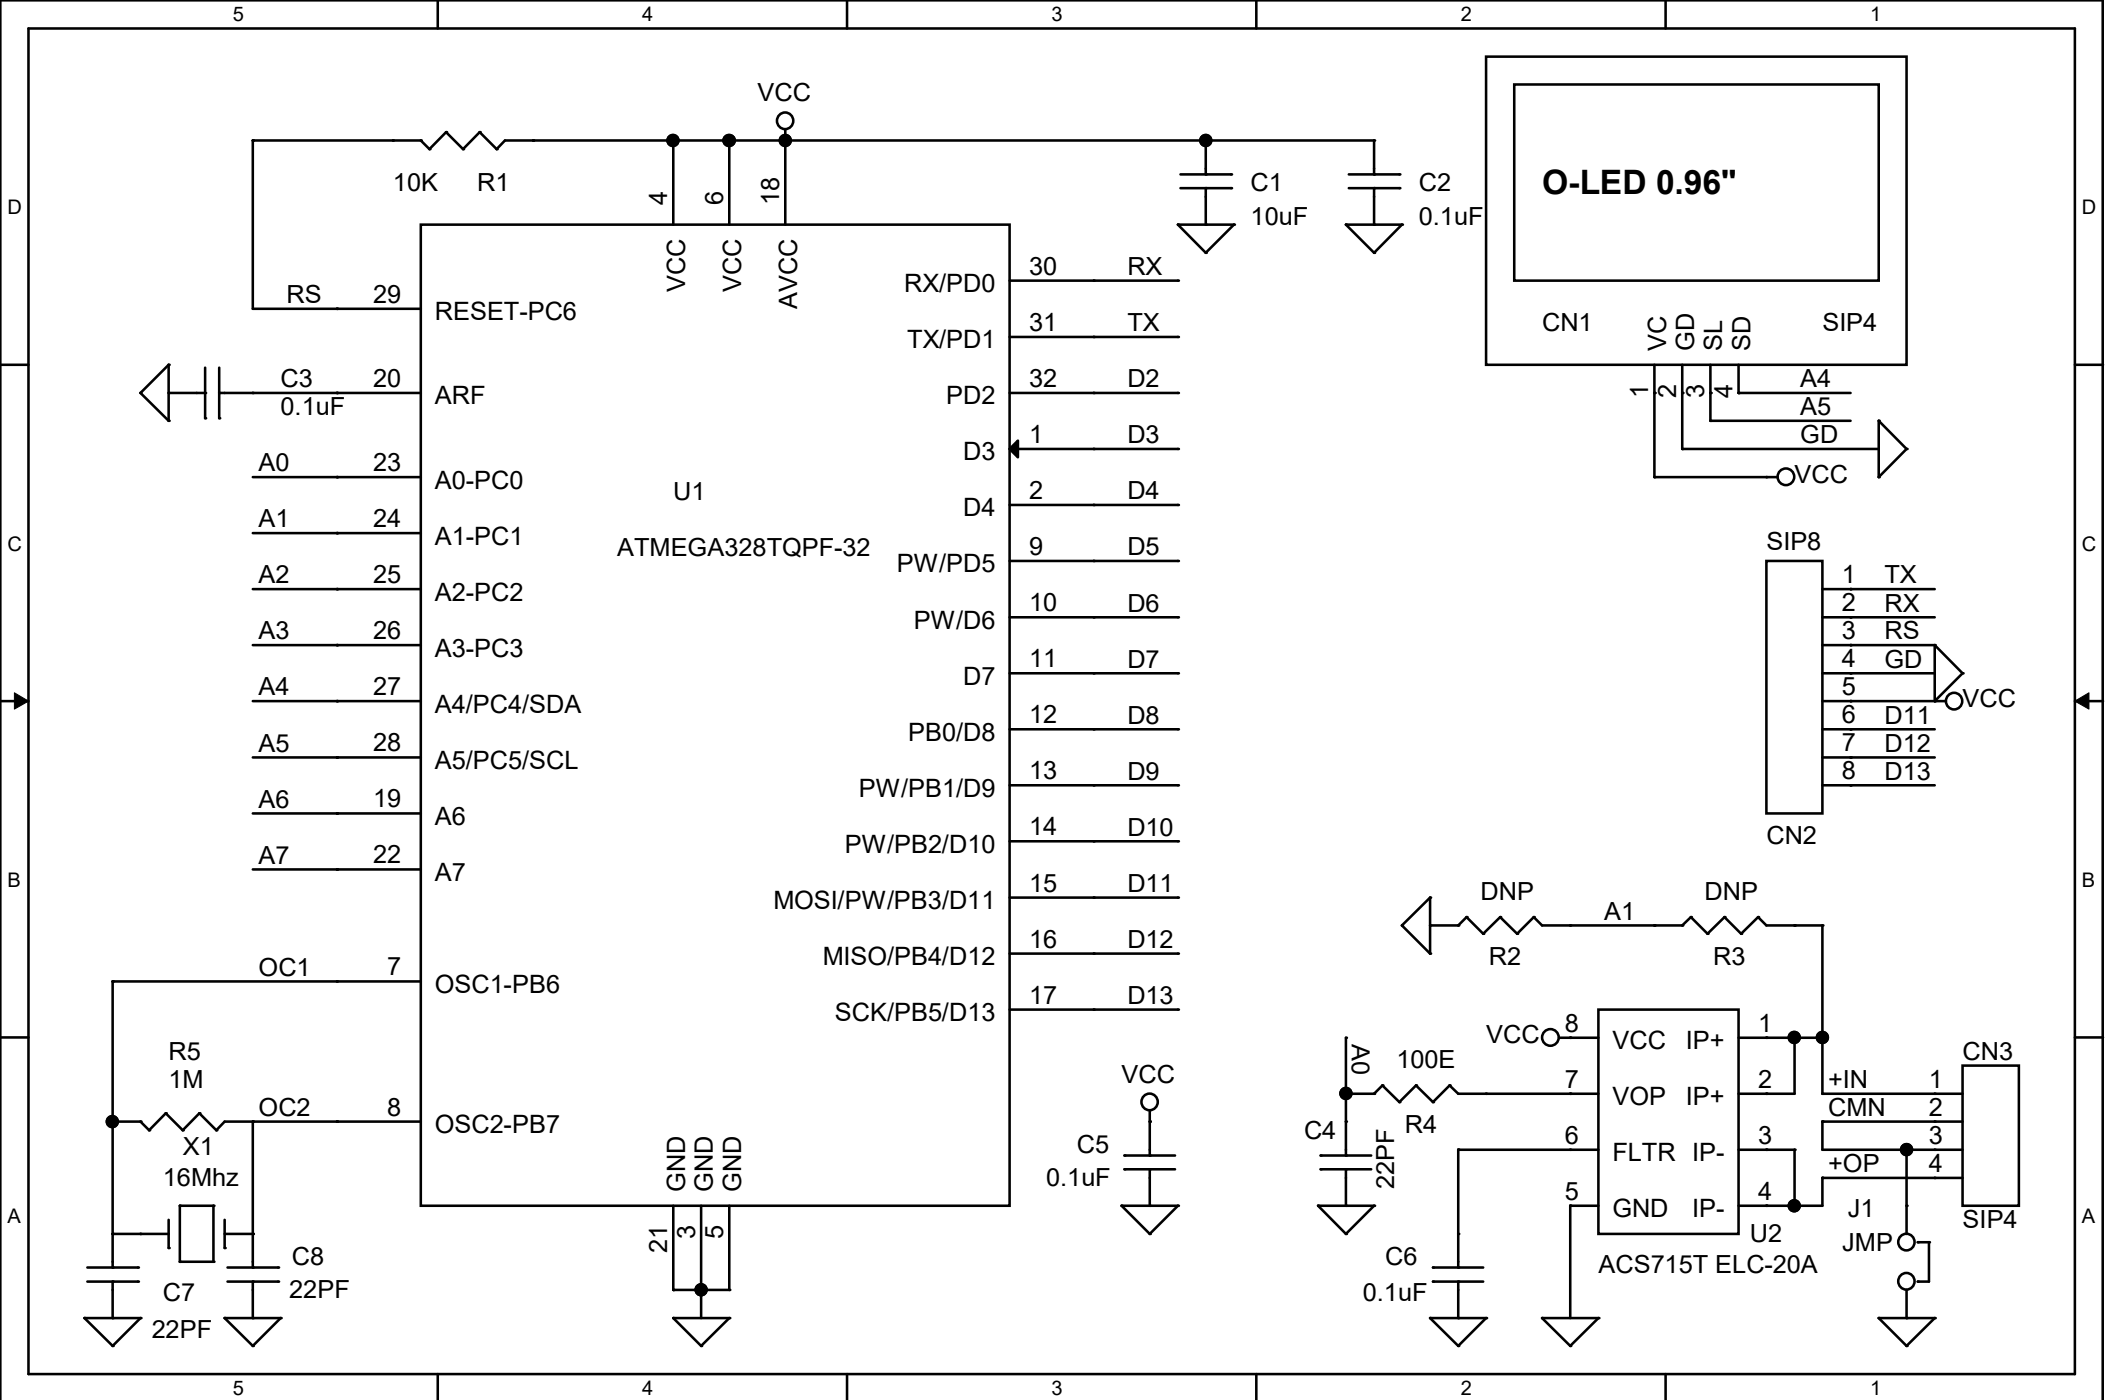 5 4 3 2 1
D D
C C
B B
A A
VCC
10K R1
4
6
18
C1
10uF
C2
0.1uF
VCC
VCC
AVCC
RS 29 RESET-PC6
C3 20 ARF
0.1uF
A0 23 A0-PC0
A1 24 A1-PC1
A2 25 A2-PC2
A3 26 A3-PC3
A4 27 A4/PC4/SDA
A5 28 A5/PC5/SCL
A6 19 A6
A7 22 A7
OC1 7 OSC1-PB6
OC2 8 OSC2-PB7
U1
ATMEGA328TQPF-32
RX/PD0 30 RX
TX/PD1 31 TX
PD2 32 D2
D3 1 D3
D4 2 D4
PW/PD5 9 D5
PW/D6 10 D6
D7 11 D7
PB0/D8 12 D8
PW/PB1/D9 13 D9
PW/PB2/D10 14 D10
MOSI/PW/PB3/D11 15 D11
MISO/PB4/D12 16 D12
SCK/PB5/D13 17 D13
GND
GND
GND
21
3
5
R5
1M
X1
16Mhz
C7
22PF
C8
22PF
VCC
C5
0.1uF
O-LED 0.96"
CN1 SIP4
VC
GD
SL
SD
1
2
3
4
A4
A5
GD
VCC
SIP8
1 TX
2 RX
3 RS
4 GD
5 VCC
6 D11
7 D12
8 D13
CN2
DNP A1 DNP
R2 R3
VCC 8 VCC IP+ 1
7 VOP IP+ 2
6 FLTR IP- 3
5 GND IP- 4
U2
ACS715T ELC-20A
A0
100E
R4
C4
22PF
C6
0.1uF
CN3
+IN 1
CMN 2
3
+OP 4
SIP4
J1
JMP
5 4 3 2 1